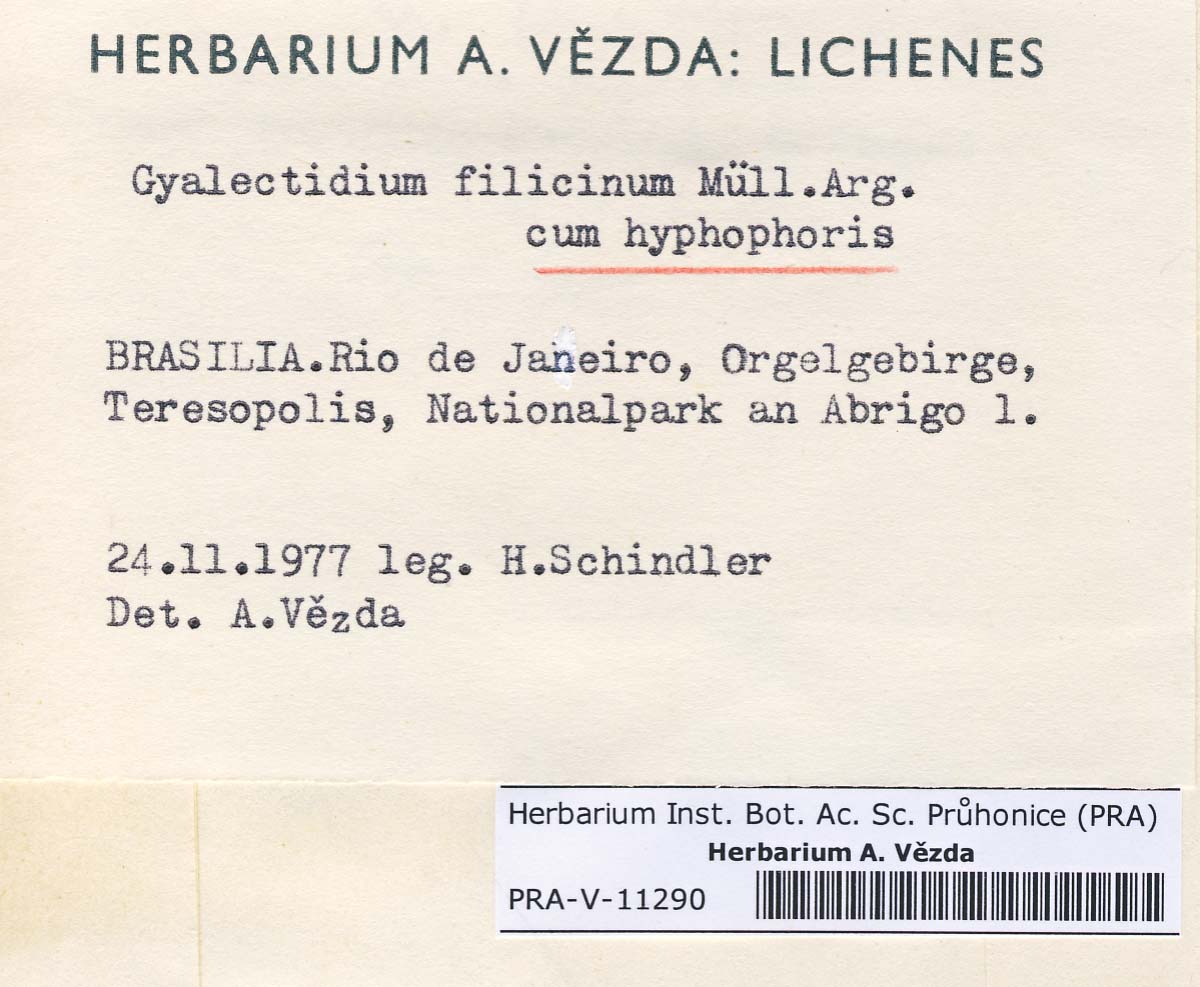 HERBARIUM A. VĚZDA: LICHENES
Gyalectidium filicinum Müll.Arg.
cum hyphophoris
BRASILIA.Rio de Janeiro, Orgelgebirge,
Teresopolis, Nationalpark an Abrigo l.
24.11.1977 leg. H.Schindler
Det. A.Vězda
Herbarium Inst. Bot. Ac. Sc. Průhonice (PRA)
Herbarium A. Vězda
PRA-V-11290